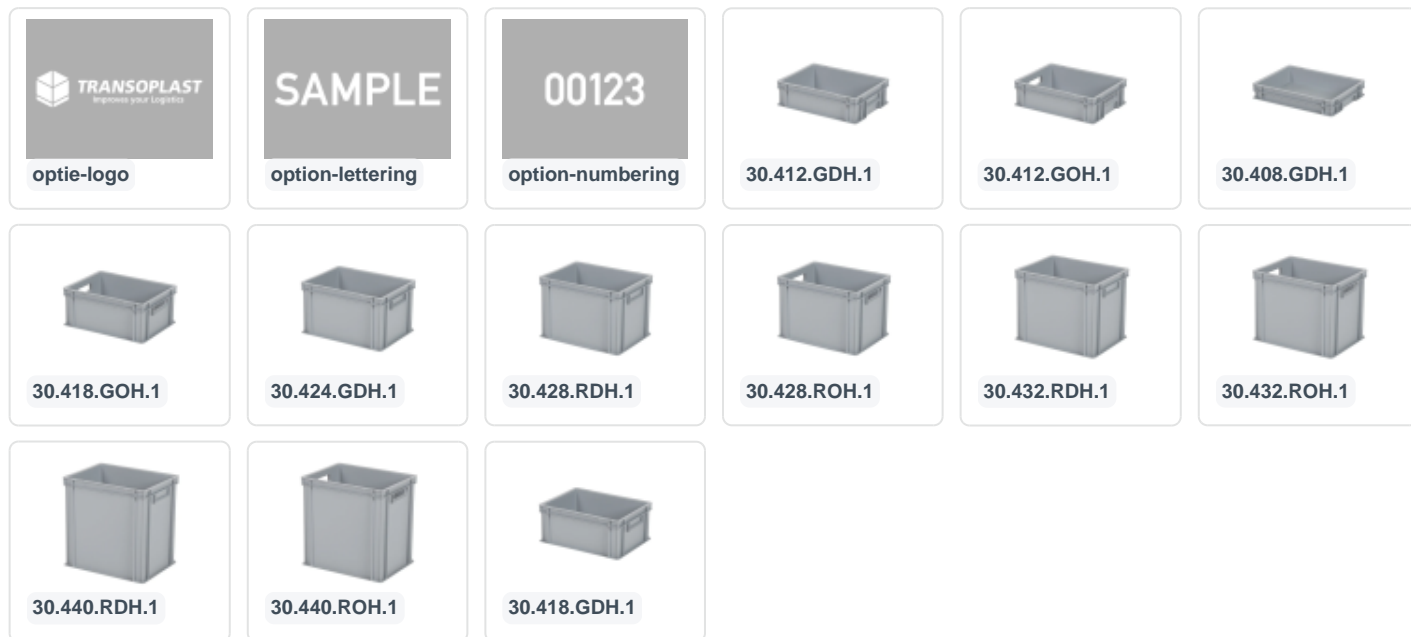 TRANSOPLAST
Improves your Logistics
SAMPLE
00123
optie-logo
option-lettering
option-numbering
30.412.GDH.1
30.412.GOH.1
30.408.GDH.1
30.418.GOH.1
30.424.GDH.1
30.428.RDH.1
30.428.ROH.1
30.432.RDH.1
30.432.ROH.1
30.440.RDH.1
30.440.ROH.1
30.418.GDH.1